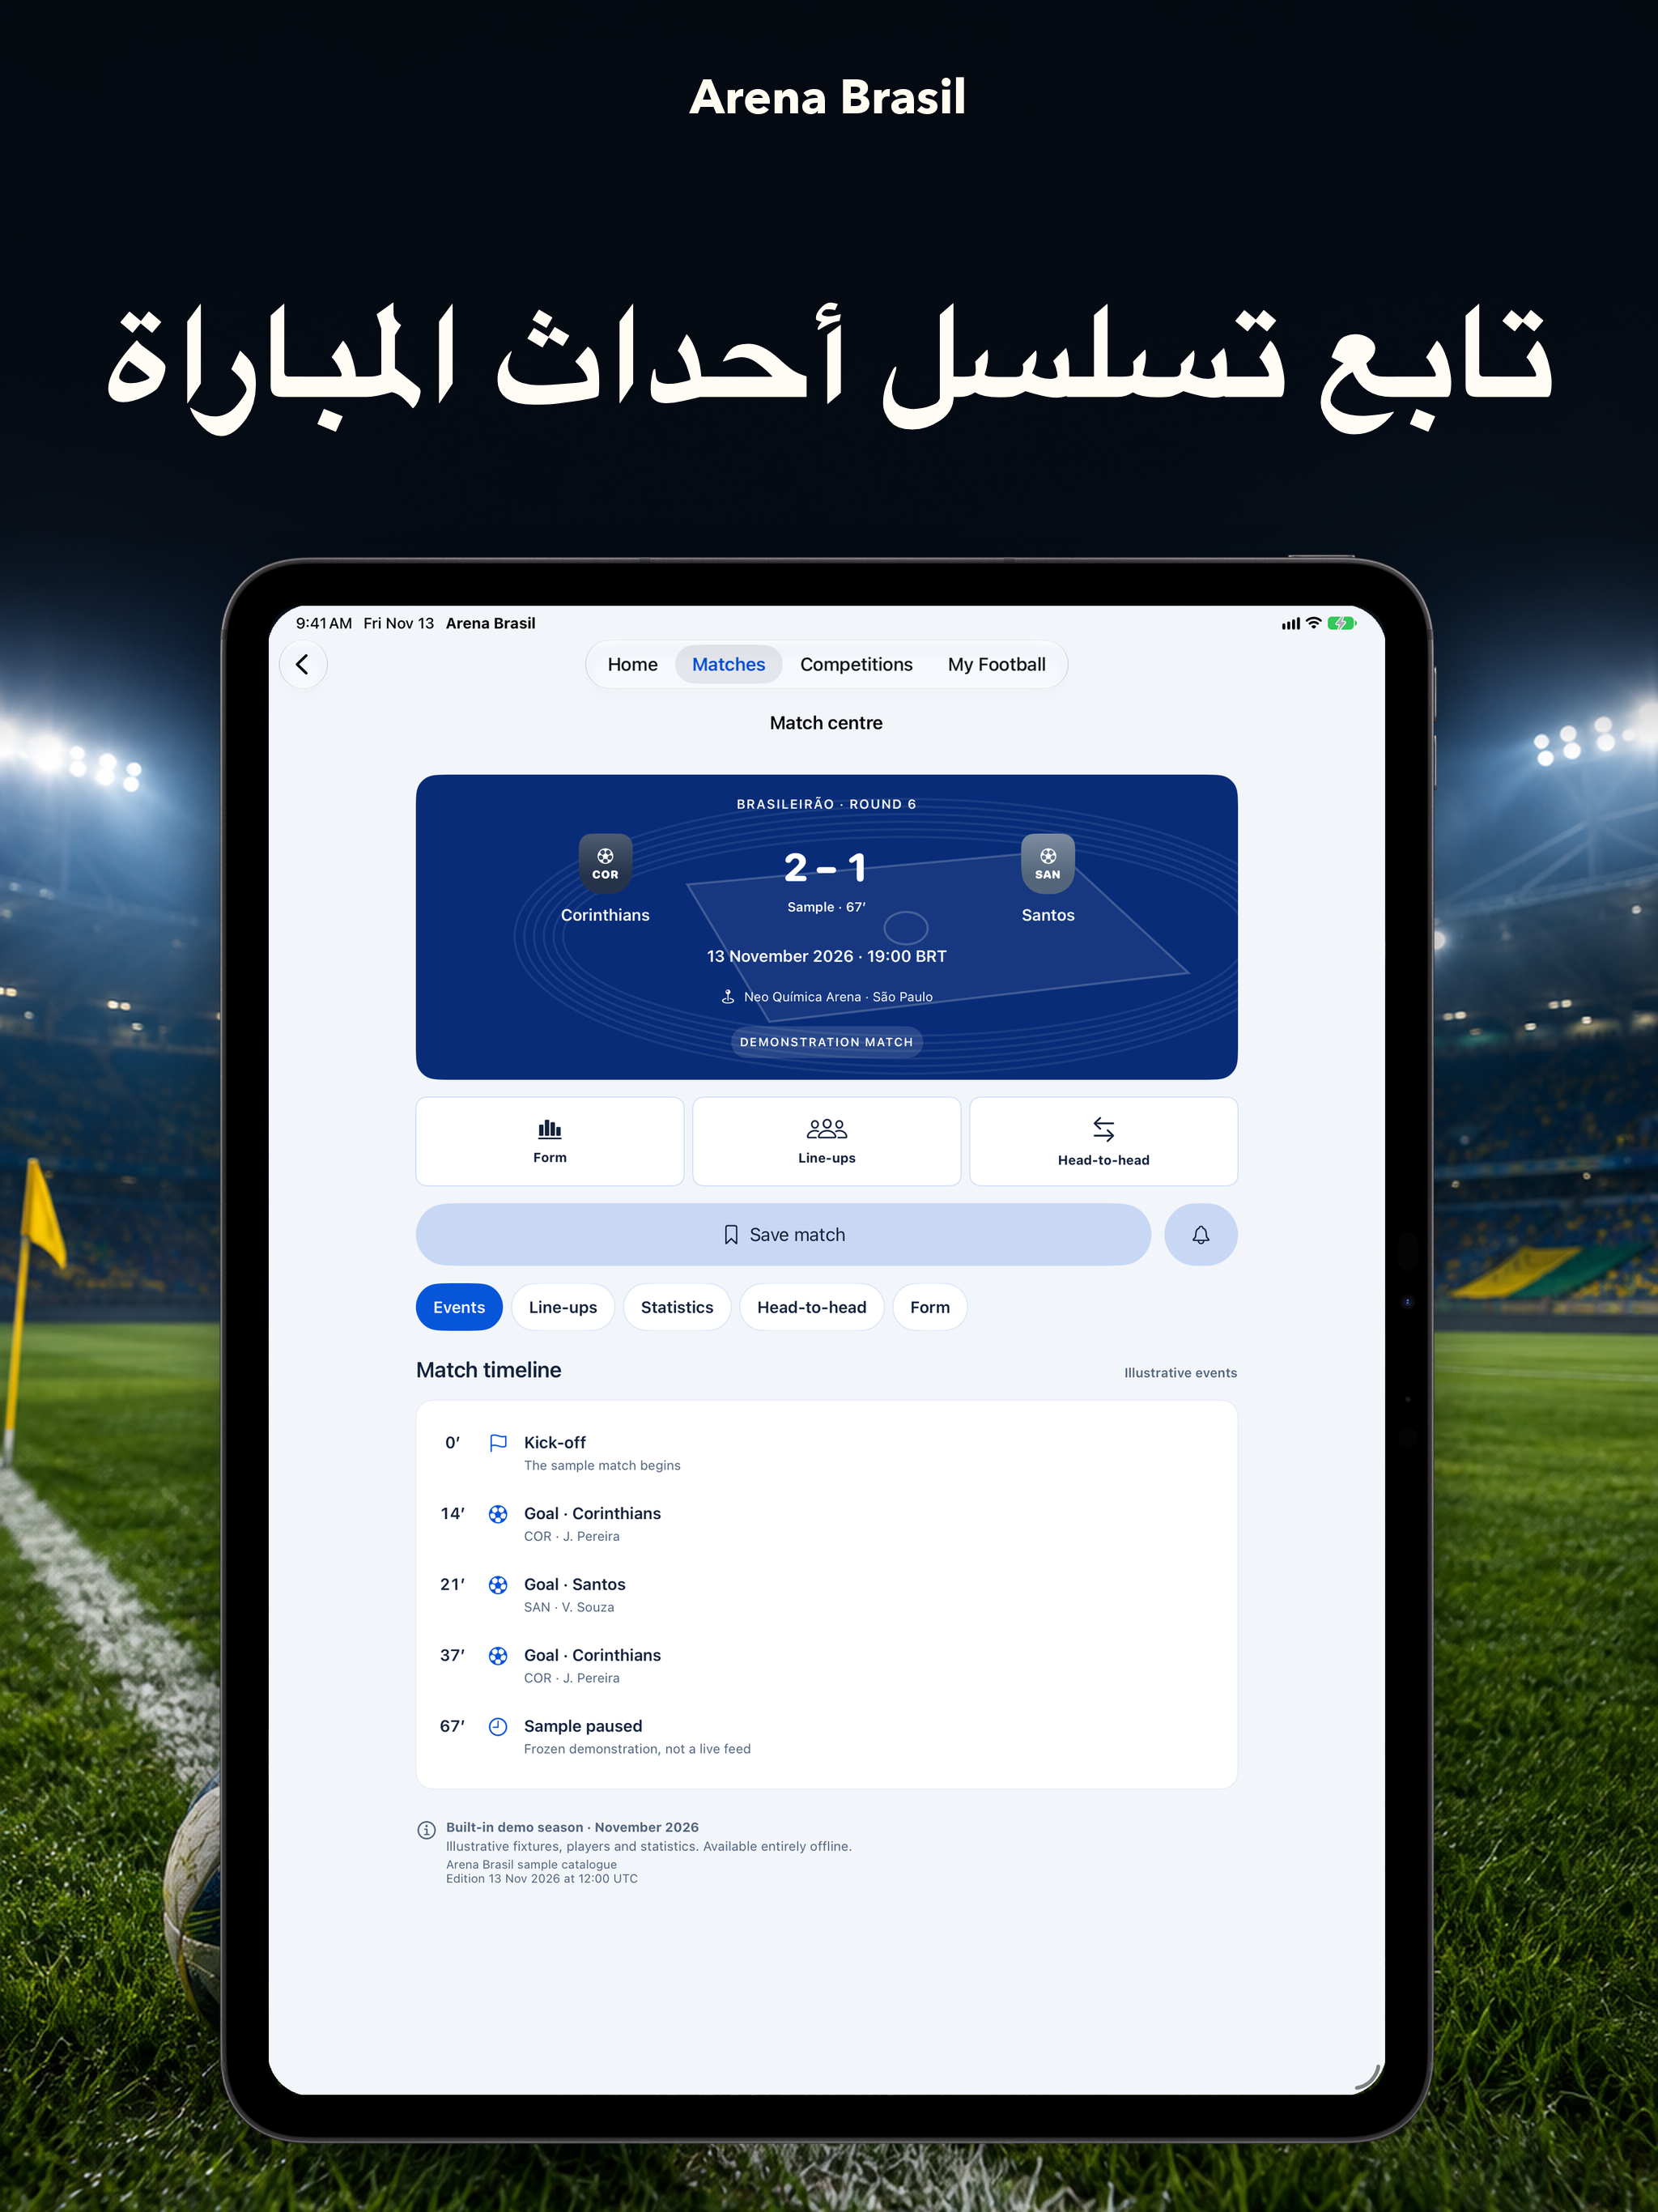 Arena Brasil
تابع تسلسل أحداث المباراة
9:41 AM Fri Nov 13 Arena Brasil
Home Matches Competitions My Football
Match centre
BRASILEIRÃO · ROUND 6
COR 2 – 1 SAN
Sample · 67′
Corinthians Santos
13 November 2026 · 19:00 BRT
Neo Química Arena · São Paulo
DEMONSTRATION MATCH
Form Line-ups Head-to-head
Save match
Events Line-ups Statistics Head-to-head Form
Match timeline Illustrative events
0′ Kick-off
The sample match begins
14′ Goal · Corinthians
COR · J. Pereira
21′ Goal · Santos
SAN · V. Souza
37′ Goal · Corinthians
COR · J. Pereira
67′ Sample paused
Frozen demonstration, not a live feed
Built-in demo season · November 2026
Illustrative fixtures, players and statistics. Available entirely offline.
Arena Brasil sample catalogue
Edition 13 Nov 2026 at 12:00 UTC